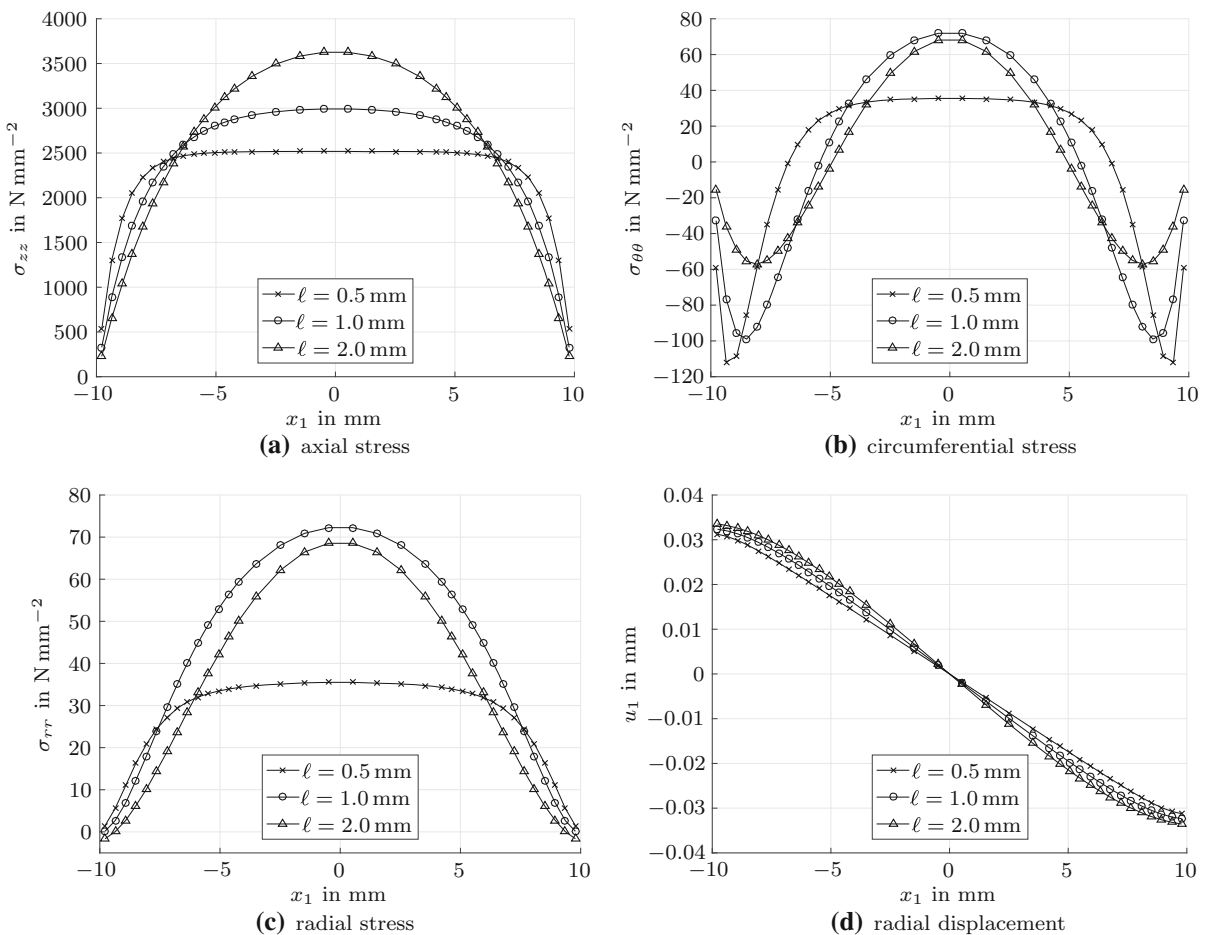 4000
3500
3000
2500
2000
1500
1000
500
0
−10
−5
0
5
10
σzz in N mm−2
x1 in mm
ℓ = 0.5 mm
ℓ = 1.0 mm
ℓ = 2.0 mm
(a) axial stress
80
60
40
20
0
−20
−40
−60
−80
−100
−120
−10
−5
0
5
10
σθθ in N mm−2
x1 in mm
ℓ = 0.5 mm
ℓ = 1.0 mm
ℓ = 2.0 mm
(b) circumferential stress
80
70
60
50
40
30
20
10
0
−10
−5
0
5
10
σrr in N mm−2
x1 in mm
ℓ = 0.5 mm
ℓ = 1.0 mm
ℓ = 2.0 mm
(c) radial stress
0.04
0.03
0.02
0.01
0
−0.01
−0.02
−0.03
−0.04
−10
−5
0
5
10
u1 in mm
x1 in mm
ℓ = 0.5 mm
ℓ = 1.0 mm
ℓ = 2.0 mm
(d) radial displacement